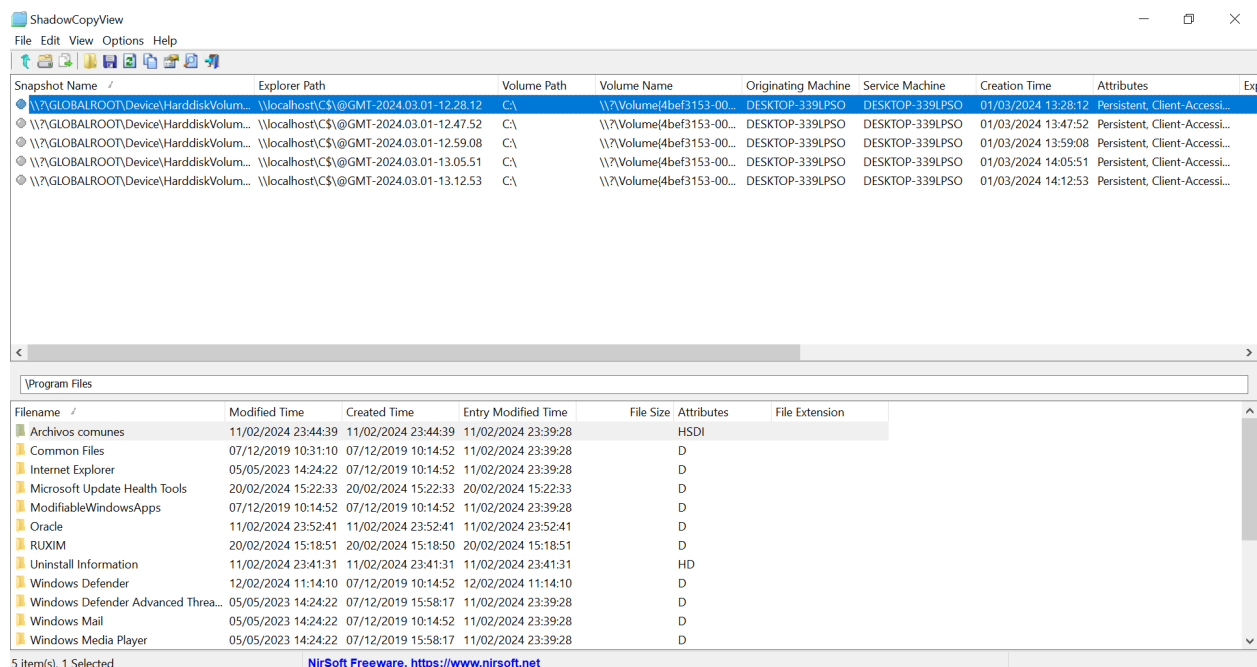 ShadowCopyView
File Edit View Options Help
Snapshot Name Explorer Path Volume Path Volume Name Originating Machine Service Machine Creation Time Attributes Exp
\\?\GLOBALROOT\Device\HarddiskVolum... \\localhost\C$\@GMT-2024.03.01-12.28.12 C:\ \\?\Volume{4bef3153-00... DESKTOP-339LPSO DESKTOP-339LPSO 01/03/2024 13:28:12 Persistent, Client-Accessi...
\\?\GLOBALROOT\Device\HarddiskVolum... \\localhost\C$\@GMT-2024.03.01-12.47.52 C:\ \\?\Volume{4bef3153-00... DESKTOP-339LPSO DESKTOP-339LPSO 01/03/2024 13:47:52 Persistent, Client-Accessi...
\\?\GLOBALROOT\Device\HarddiskVolum... \\localhost\C$\@GMT-2024.03.01-12.59.08 C:\ \\?\Volume{4bef3153-00... DESKTOP-339LPSO DESKTOP-339LPSO 01/03/2024 13:59:08 Persistent, Client-Accessi...
\\?\GLOBALROOT\Device\HarddiskVolum... \\localhost\C$\@GMT-2024.03.01-13.05.51 C:\ \\?\Volume{4bef3153-00... DESKTOP-339LPSO DESKTOP-339LPSO 01/03/2024 14:05:51 Persistent, Client-Accessi...
\\?\GLOBALROOT\Device\HarddiskVolum... \\localhost\C$\@GMT-2024.03.01-13.12.53 C:\ \\?\Volume{4bef3153-00... DESKTOP-339LPSO DESKTOP-339LPSO 01/03/2024 14:12:53 Persistent, Client-Accessi...
\Program Files
Filename Modified Time Created Time Entry Modified Time File Size Attributes File Extension
Archivos comunes 11/02/2024 23:44:39 11/02/2024 23:44:39 11/02/2024 23:39:28 HSDI
Common Files 07/12/2019 10:31:10 07/12/2019 10:14:52 11/02/2024 23:39:28 D
Internet Explorer 05/05/2023 14:24:22 07/12/2019 10:14:52 11/02/2024 23:39:28 D
Microsoft Update Health Tools 20/02/2024 15:22:33 20/02/2024 15:22:33 20/02/2024 15:22:33 D
ModifiableWindowsApps 07/12/2019 10:14:52 07/12/2019 10:14:52 11/02/2024 23:39:28 D
Oracle 11/02/2024 23:52:41 11/02/2024 23:52:41 11/02/2024 23:52:41 D
RUXIM 20/02/2024 15:18:51 20/02/2024 15:18:50 20/02/2024 15:18:51 D
Uninstall Information 11/02/2024 23:41:31 11/02/2024 23:41:31 11/02/2024 23:41:31 HD
Windows Defender 12/02/2024 11:14:10 07/12/2019 10:14:52 12/02/2024 11:14:10 D
Windows Defender Advanced Threa... 05/05/2023 14:24:22 07/12/2019 15:58:17 11/02/2024 23:39:28 D
Windows Mail 05/05/2023 14:24:22 07/12/2019 10:14:52 11/02/2024 23:39:28 D
Windows Media Player 05/05/2023 14:24:22 07/12/2019 15:58:17 11/02/2024 23:39:28 D
5 item(s), 1 Selected NirSoft Freeware. https://www.nirsoft.net